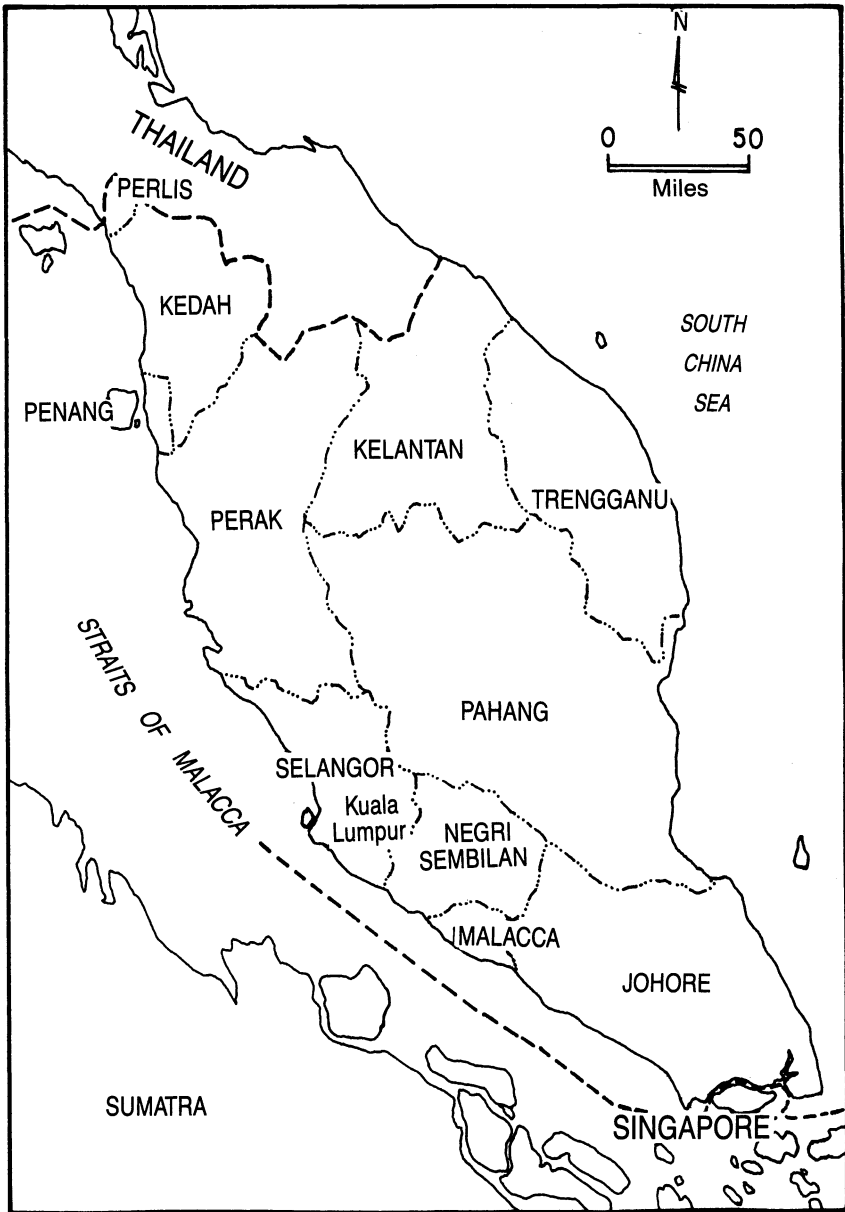 N
0 50
Miles
THAILAND
PERLIS
KEDAH
SOUTH
CHINA
SEA
PENANG
KELANTAN
TRENGGANU
PERAK
STRAITS OF MALACCA
PAHANG
SELANGOR
Kuala
Lumpur
NEGRI
SEMBILAN
MALACCA
JOHORE
SUMATRA
SINGAPORE